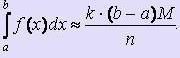 ∫_a^b f(x)dx ≈ k·(b−a)M / n.